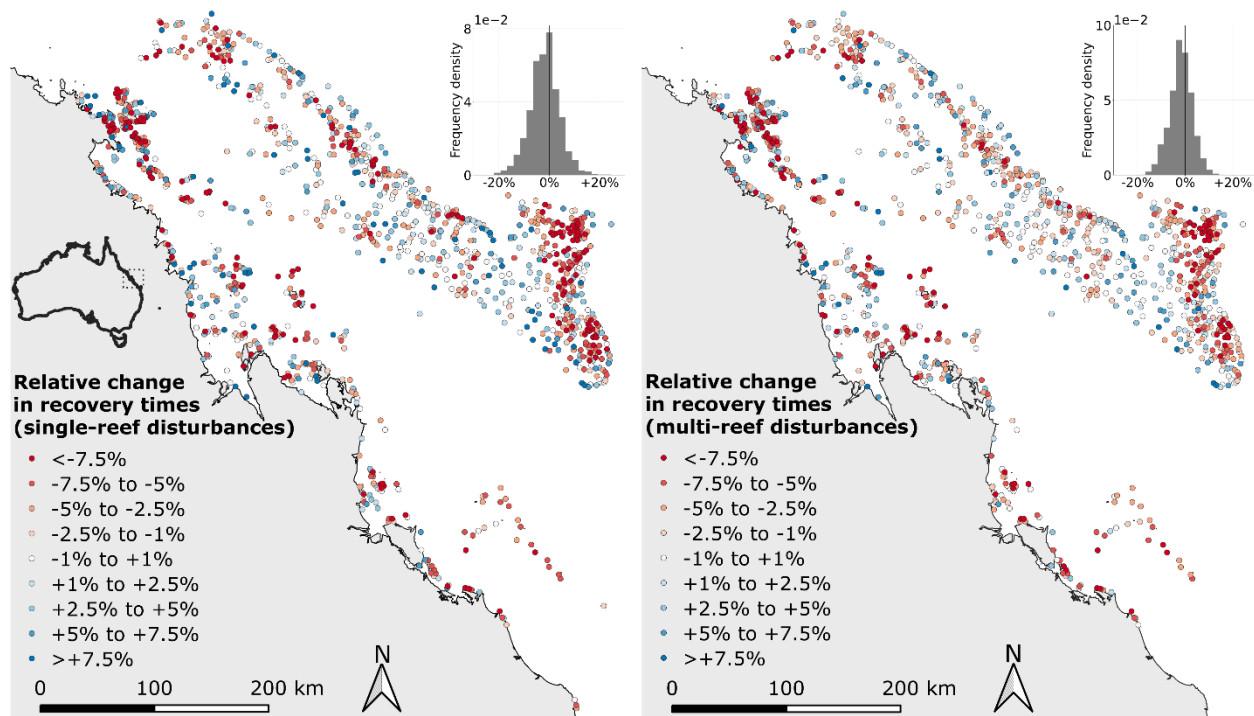 8
1e-2
Frequency density
4
0
-20%
0%
+20%
Relative change
in recovery times
(single-reef disturbances)
<-7.5%
-7.5% to -5%
-5% to -2.5%
-2.5% to -1%
-1% to +1%
+1% to +2.5%
+2.5% to +5%
+5% to +7.5%
>+7.5%
N
0
100
200 km
10
1e-2
Frequency density
5
0
-20%
0%
+20%
Relative change
in recovery times
(multi-reef disturbances)
<-7.5%
-7.5% to -5%
-5% to -2.5%
-2.5% to -1%
-1% to +1%
+1% to +2.5%
+2.5% to +5%
+5% to +7.5%
>+7.5%
N
0
100
200 km